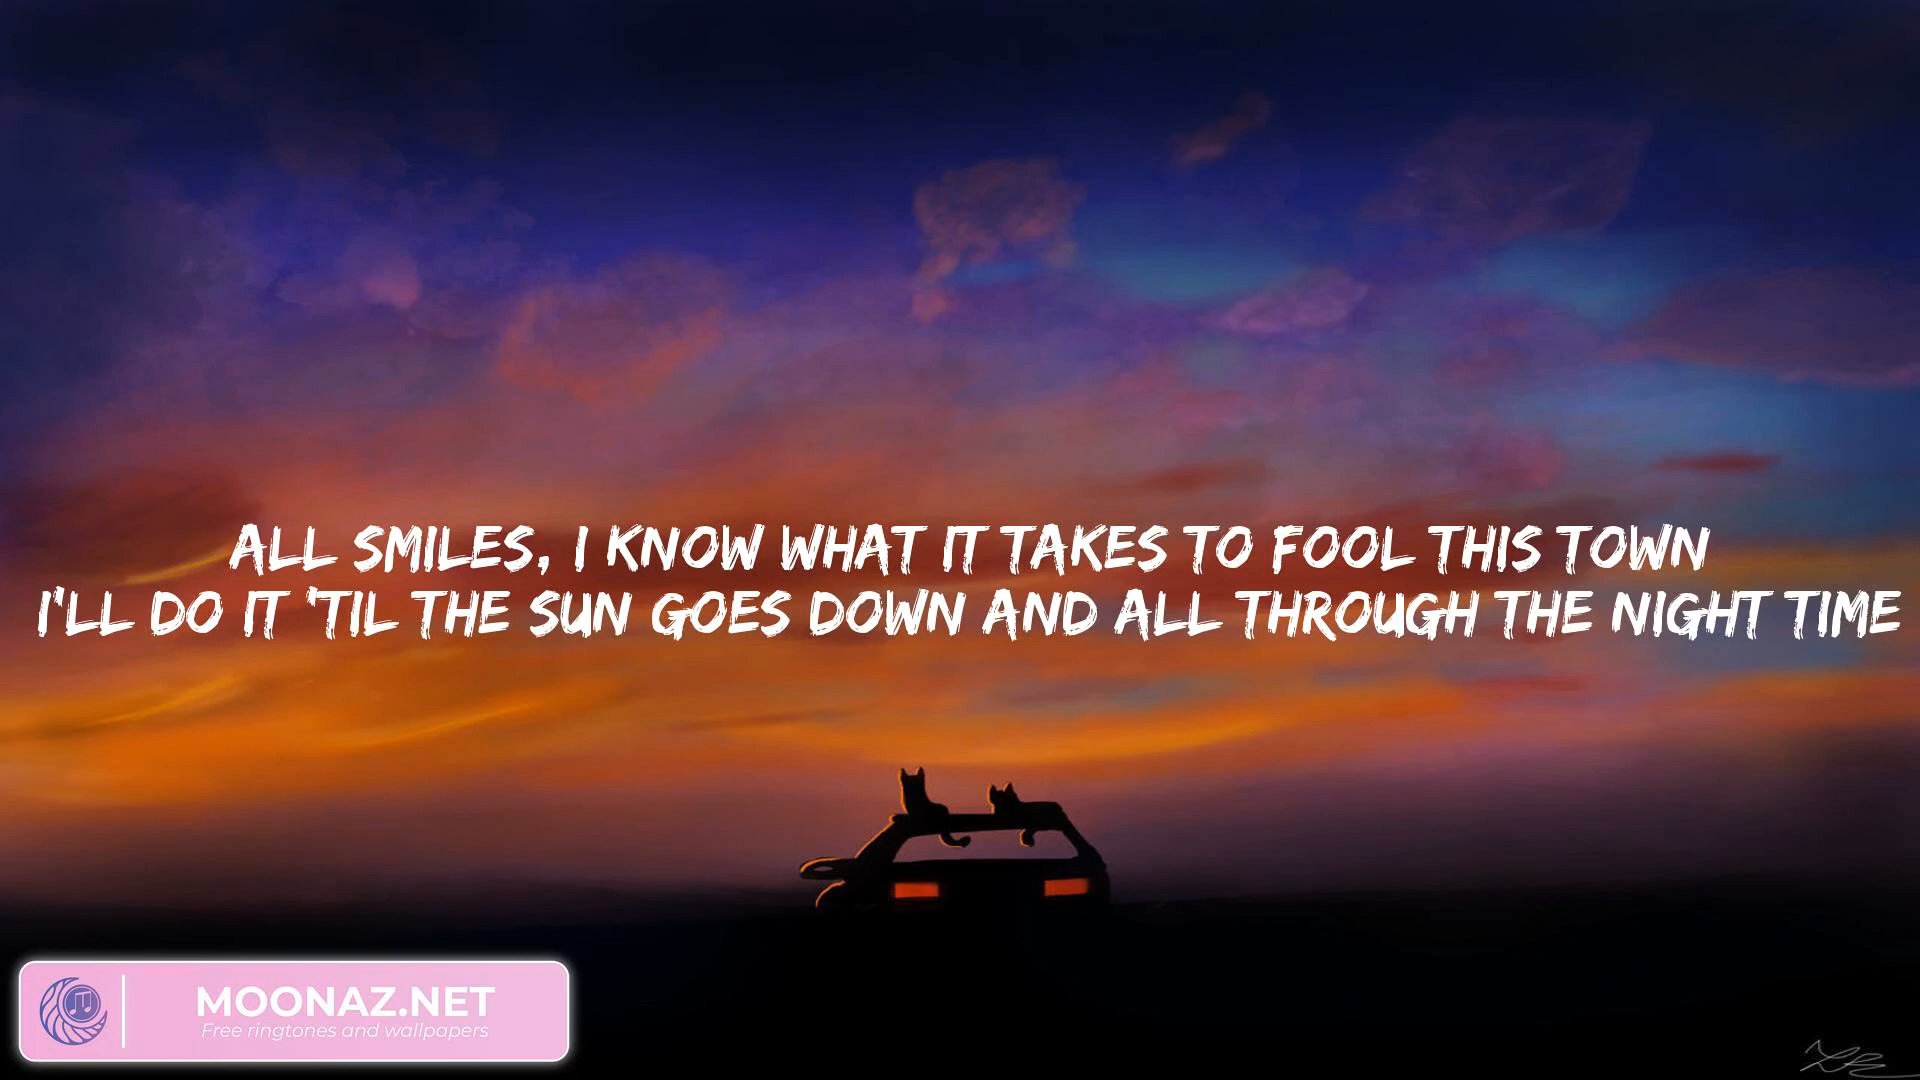 ALL SMILES, I KNOW WHAT IT TAKES TO FOOL THIS TOWN
I'LL DO IT 'TIL THE SUN GOES DOWN AND ALL THROUGH THE NIGHT TIME
MOONAZ.NET
Free ringtones and wallpapers